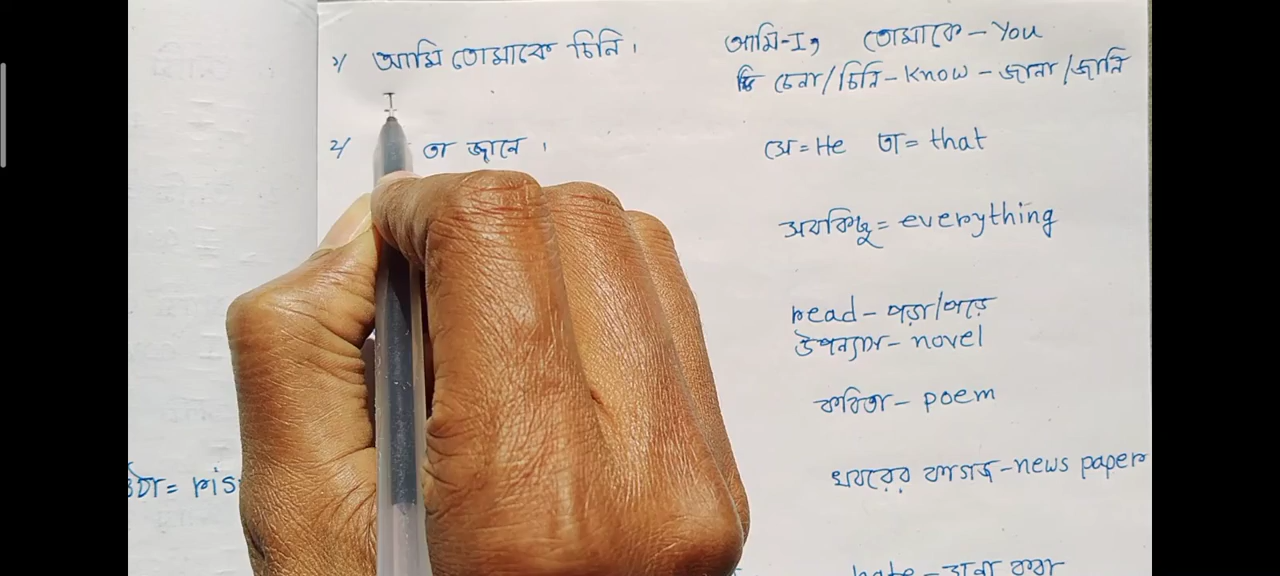 ১/ আমি তোমাকে চিনি। আমি-I, তোমাকে - You
চেনা/চিনি - know - জানা/জানি
I
২/ তা জানে। সে = He তা = that
সবকিছু = everything
read - পড়া/পড়ে
উপন্যাস - novel
কবিতা - poem
খবরের কাগজ - news paper
= ris